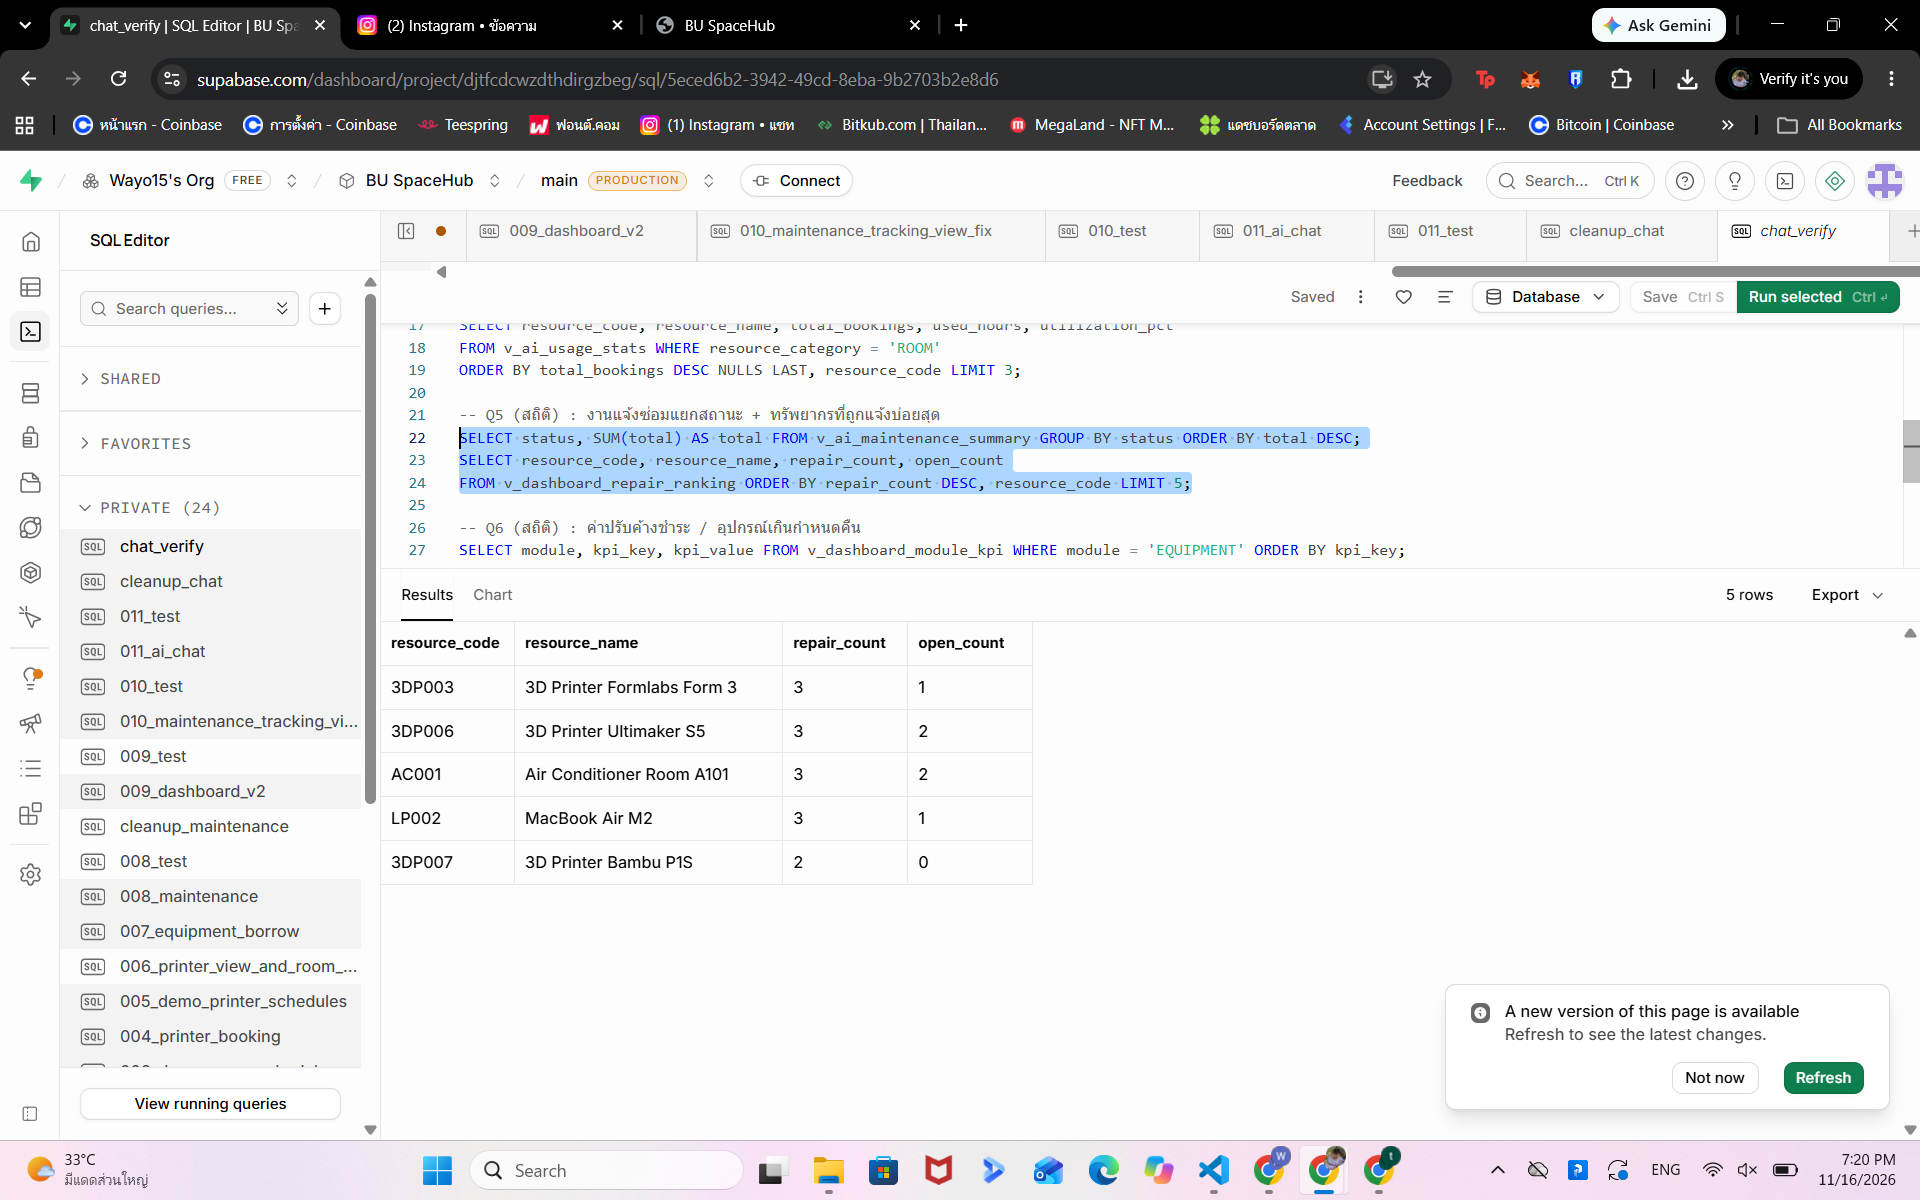 chat_verify | SQL Editor | BU Spa
(2) Instagram • ข้อความ
BU SpaceHub
Ask Gemini
supabase.com/dashboard/project/djtfcdcwzdthdirgzbeg/sql/5eced6b2-3942-49cd-8eba-9b2703b2e8d6
Verify it's you
หน้าแรก - Coinbase
การตั้งค่า - Coinbase
Teespring
ฟอนต์.คอม
(1) Instagram • แชท
Bitkub.com | Thailan...
MegaLand - NFT M...
แดชบอร์ดตลาด
Account Settings | F...
Bitcoin | Coinbase
All Bookmarks
Wayo15's Org FREE
BU SpaceHub
main PRODUCTION
Connect
Feedback
Search... Ctrl K
SQL Editor
009_dashboard_v2
010_maintenance_tracking_view_fix
010_test
011_ai_chat
011_test
cleanup_chat
chat_verify
Search queries...
Saved
Database
Save Ctrl S
Run selected Ctrl ↵
SHARED
FAVORITES
PRIVATE (24)
chat_verify
cleanup_chat
011_test
011_ai_chat
010_test
010_maintenance_tracking_vi...
009_test
009_dashboard_v2
cleanup_maintenance
008_test
008_maintenance
007_equipment_borrow
006_printer_view_and_room_...
005_demo_printer_schedules
004_printer_booking
View running queries
17 SELECT resource_code, resource_name, total_bookings, used_hours, utilization_pct
18 FROM v_ai_usage_stats WHERE resource_category = 'ROOM'
19 ORDER BY total_bookings DESC NULLS LAST, resource_code LIMIT 3;
20
21 -- Q5 (สถิติ) : งานแจ้งซ่อมแยกสถานะ + ทรัพยากรที่ถูกแจ้งบ่อยสุด
22 SELECT status, SUM(total) AS total FROM v_ai_maintenance_summary GROUP BY status ORDER BY total DESC;
23 SELECT resource_code, resource_name, repair_count, open_count
24 FROM v_dashboard_repair_ranking ORDER BY repair_count DESC, resource_code LIMIT 5;
25
26 -- Q6 (สถิติ) : ค่าปรับค้างชำระ / อุปกรณ์เกินกำหนดคืน
27 SELECT module, kpi_key, kpi_value FROM v_dashboard_module_kpi WHERE module = 'EQUIPMENT' ORDER BY kpi_key;
Results Chart
5 rows
Export
resource_code resource_name repair_count open_count
3DP003 3D Printer Formlabs Form 3 3 1
3DP006 3D Printer Ultimaker S5 3 2
AC001 Air Conditioner Room A101 3 2
LP002 MacBook Air M2 3 1
3DP007 3D Printer Bambu P1S 2 0
A new version of this page is available
Refresh to see the latest changes.
Not now
Refresh
33°C
มีแดดส่วนใหญ่
Search
ENG
7:20 PM
11/16/2026